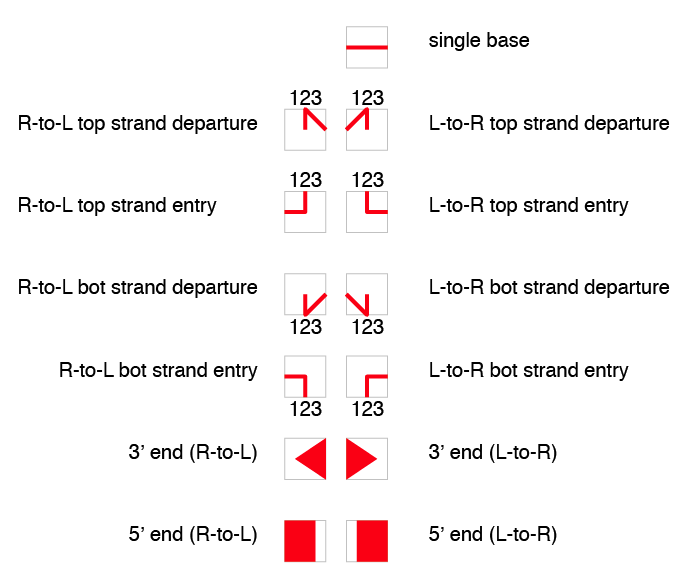 single base
123 123
R-to-L top strand departure L-to-R top strand departure
123 123
R-to-L top strand entry L-to-R top strand entry
R-to-L bot strand departure L-to-R bot strand departure
123 123
R-to-L bot strand entry L-to-R bot strand entry
123 123
3’ end (R-to-L) 3’ end (L-to-R)
5’ end (R-to-L) 5’ end (L-to-R)